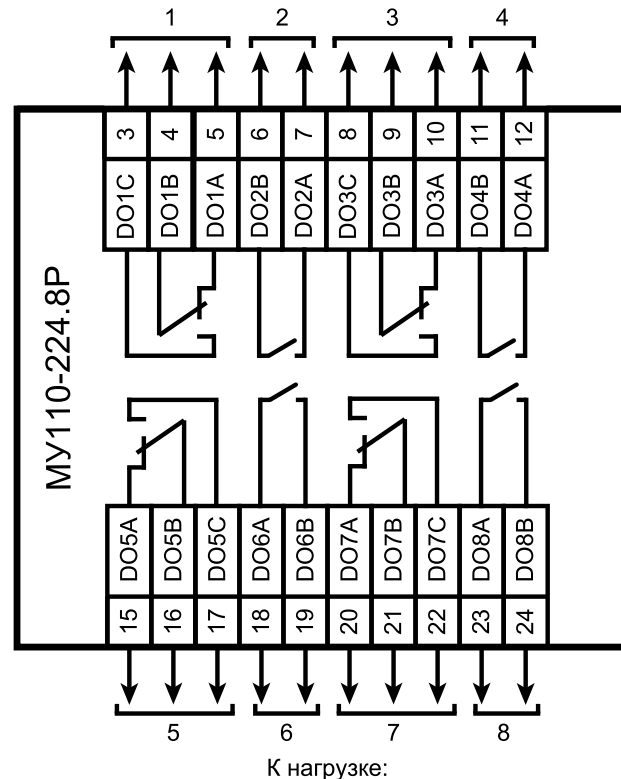 1 2 3 4
3 4 5 6 7 8 9 10 11 12
DO1C DO1B DO1A DO2B DO2A DO3C DO3B DO3A DO4B DO4A
МУ110-224.8Р
DO5A DO5B DO5C DO6A DO6B DO7A DO7B DO7C DO8A DO8B
15 16 17 18 19 20 21 22 23 24
5 6 7 8
К нагрузке: